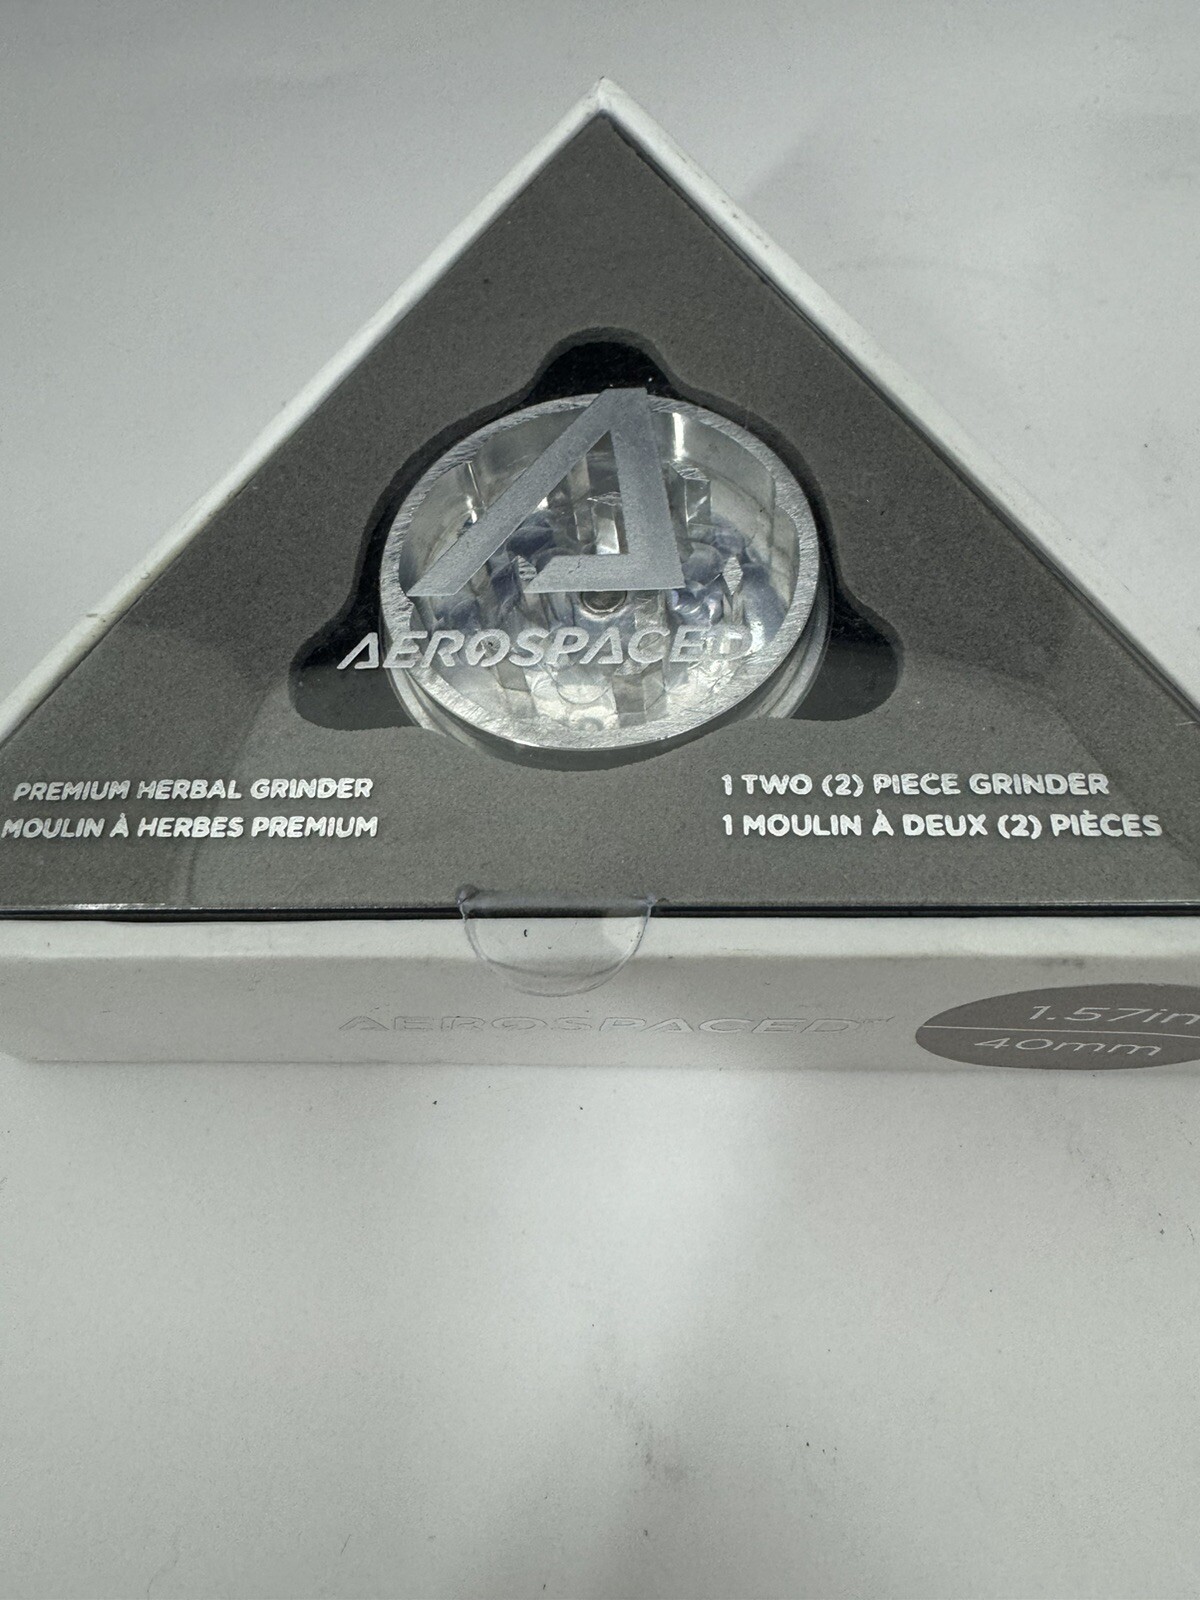 AEROSPACED
PREMIUM HERBAL GRINDER
MOULIN À HERBES PREMIUM
1 TWO (2) PIECE GRINDER
1 MOULIN À DEUX (2) PIÈCES
AEROSPACED™
1.57in
40mm